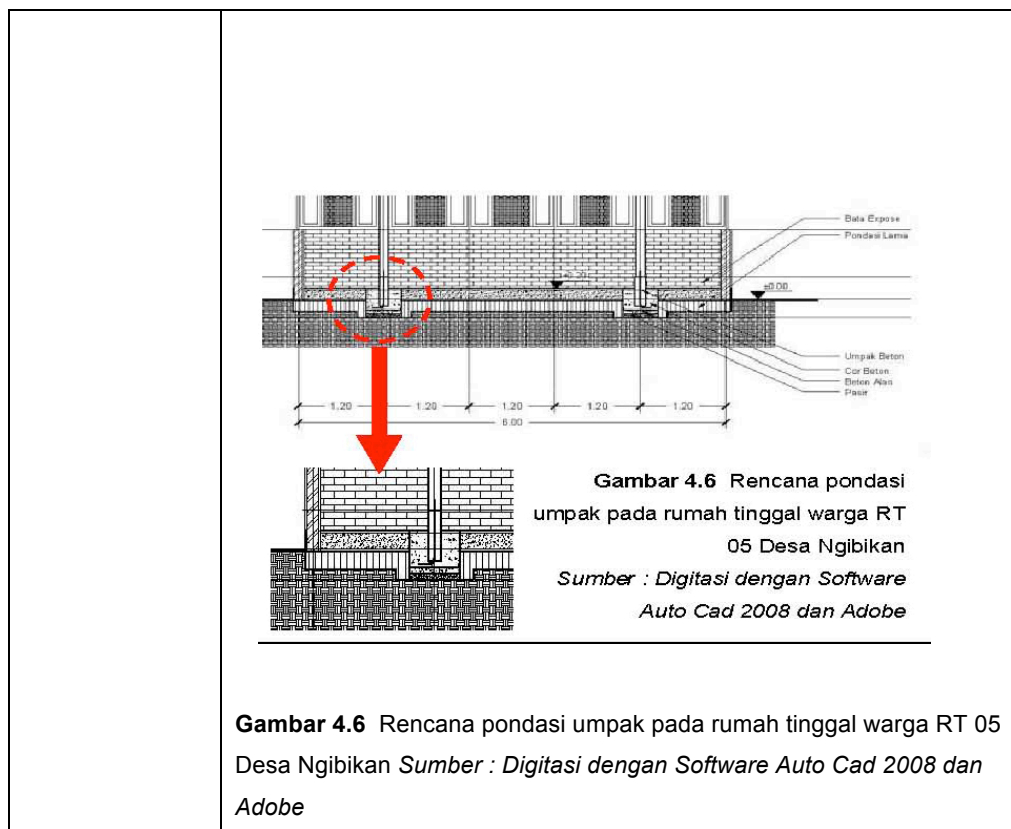 Bata Expose
Pondasi Lama
±0.00
Umpak Beton
Cor Beton
Pasir
1.20 1.20 1.20 1.20 1.20
6.00
Gambar 4.6 Rencana pondasi
umpak pada rumah tinggal warga RT
05 Desa Ngibikan
Sumber : Digitasi dengan Software
Auto Cad 2008 dan Adobe
Gambar 4.6 Rencana pondasi umpak pada rumah tinggal warga RT 05
Desa Ngibikan Sumber : Digitasi dengan Software Auto Cad 2008 dan
Adobe